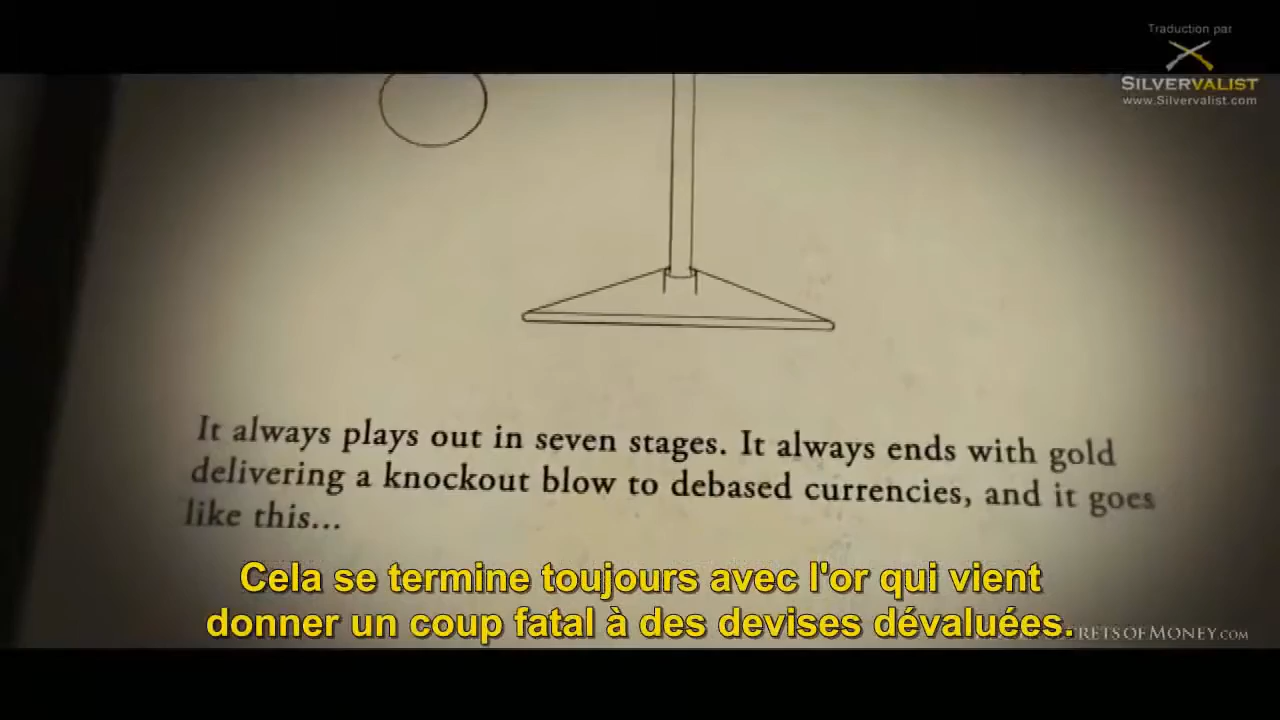 Traduction par
SILVERVALIST
www.Silvervalist.com
It always plays out in seven stages. It always ends with gold
delivering a knockout blow to debased currencies, and it goes
like this...
Cela se termine toujours avec l'or qui vient
donner un coup fatal à des devises dévaluées.
OF MONEY.COM